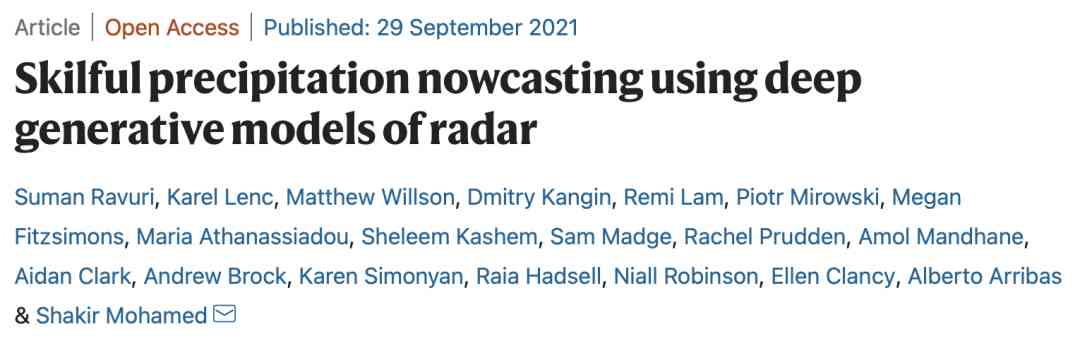 Article | Open Access | Published: 29 September 2021
Skilful precipitation nowcasting using deep
generative models of radar
Suman Ravuri, Karel Lenc, Matthew Willson, Dmitry Kangin, Remi Lam, Piotr Mirowski, Megan
Fitzsimons, Maria Athanassiadou, Sheleem Kashem, Sam Madge, Rachel Prudden, Amol Mandhane,
Aidan Clark, Andrew Brock, Karen Simonyan, Raia Hadsell, Niall Robinson, Ellen Clancy, Alberto Arribas
& Shakir Mohamed